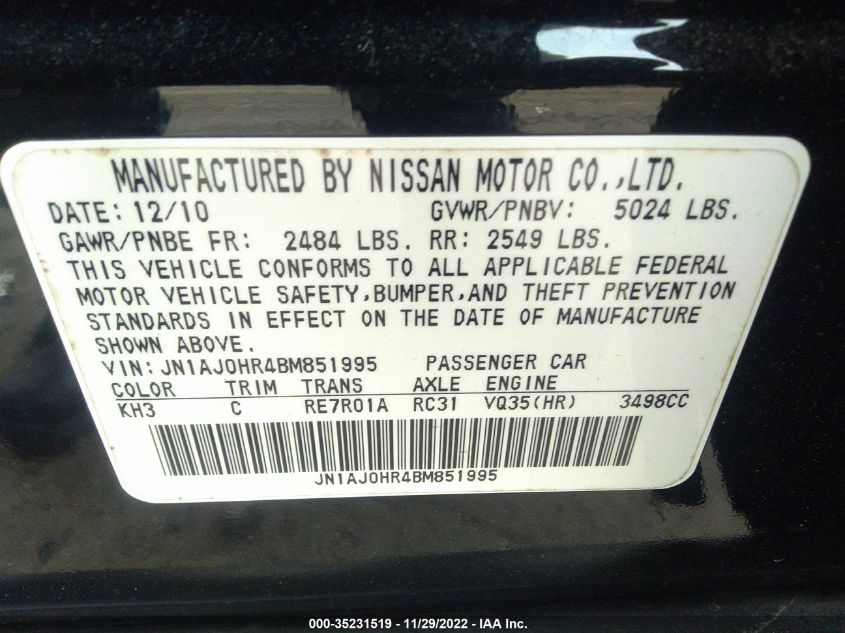 MANUFACTURED BY NISSAN MOTOR CO.,LTD.
DATE: 12/10 GVWR/PNBV: 5024 LBS.
GAWR/PNBE FR: 2484 LBS. RR: 2549 LBS.
THIS VEHICLE CONFORMS TO ALL APPLICABLE FEDERAL
MOTOR VEHICLE SAFETY,BUMPER,AND THEFT PREVENTION
STANDARDS IN EFFECT ON THE DATE OF MANUFACTURE
SHOWN ABOVE.
VIN: JN1AJ0HR4BM851995 PASSENGER CAR
COLOR TRIM TRANS AXLE ENGINE
KH3 C RE7R01A RC31 VQ35(HR) 3498CC
JN1AJ0HR4BM851995
000-35231519 - 11/29/2022 - IAA Inc.